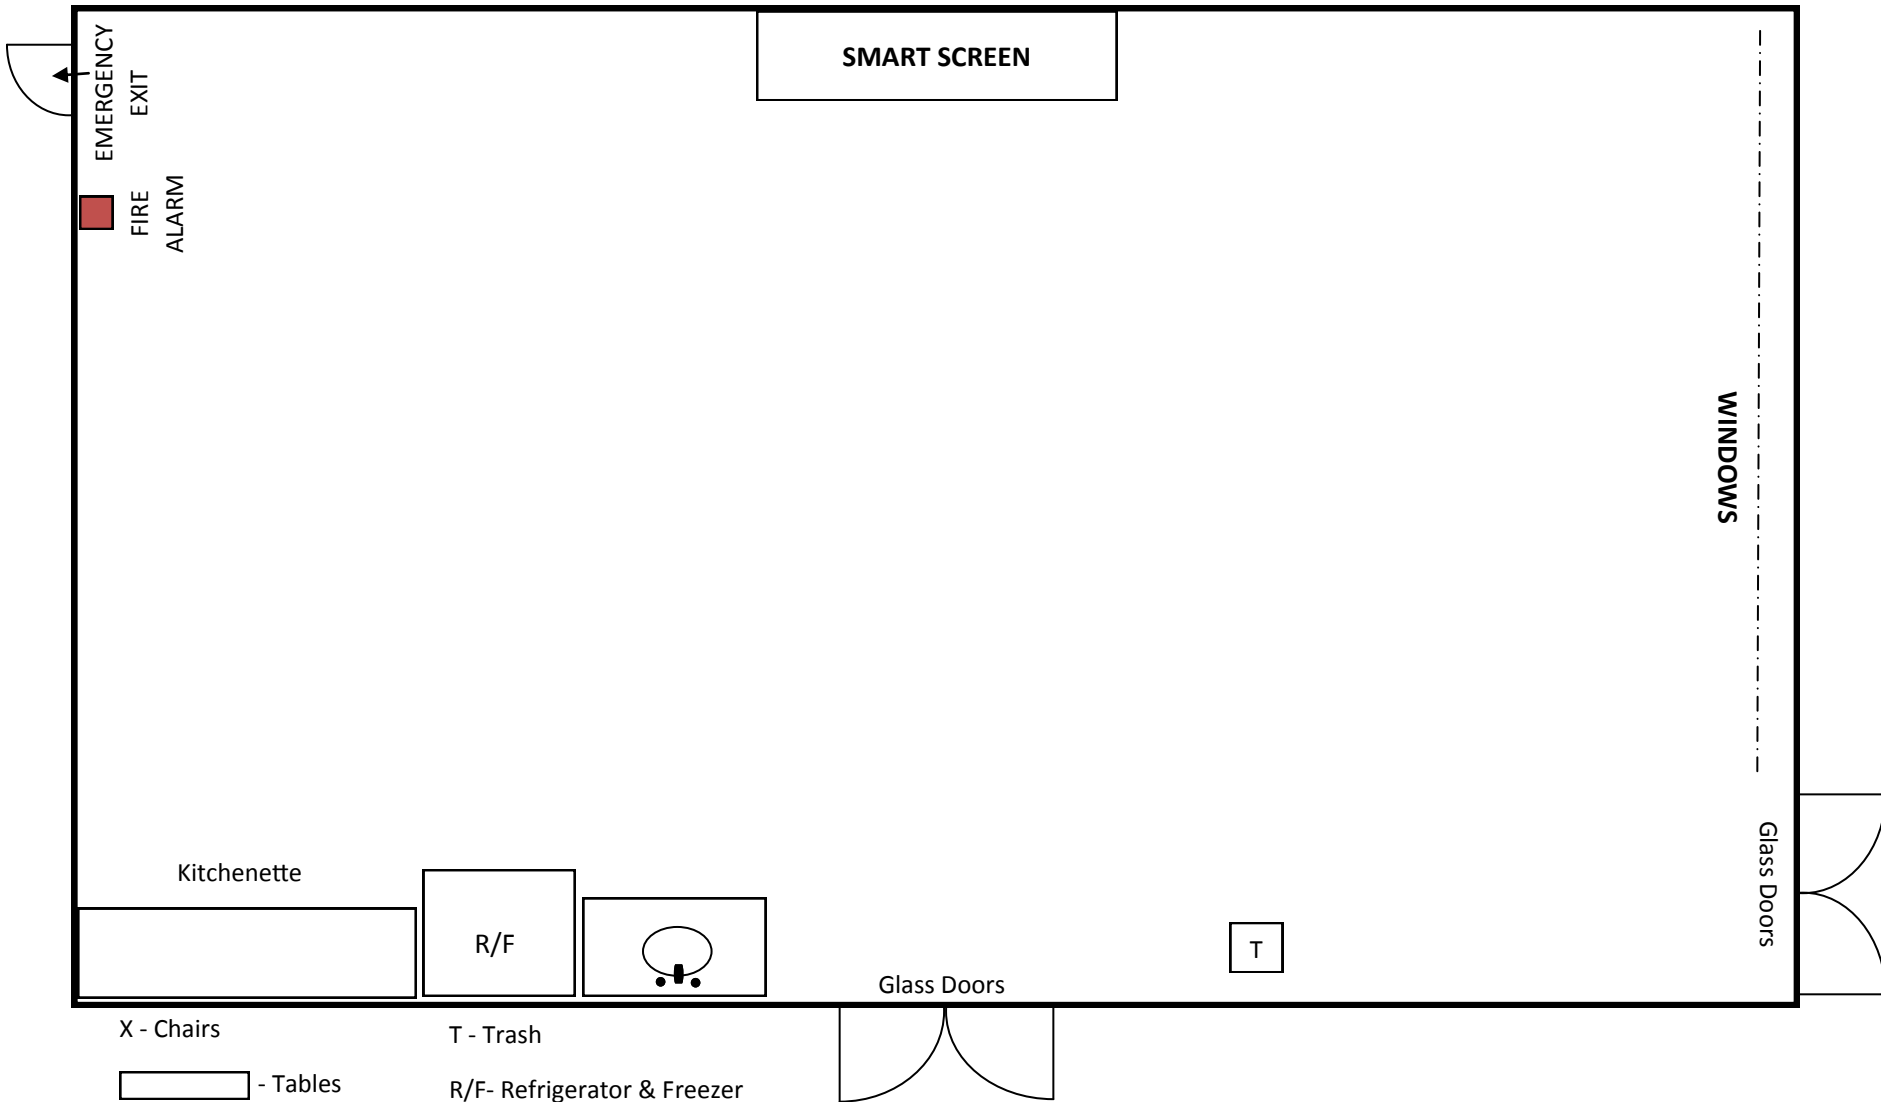 EMERGENCY
EXIT
SMART SCREEN
FIRE
ALARM
WINDOWS
Glass Doors
Kitchenette
R/F
T
Glass Doors
X - Chairs
T - Trash
- Tables
R/F- Refrigerator & Freezer